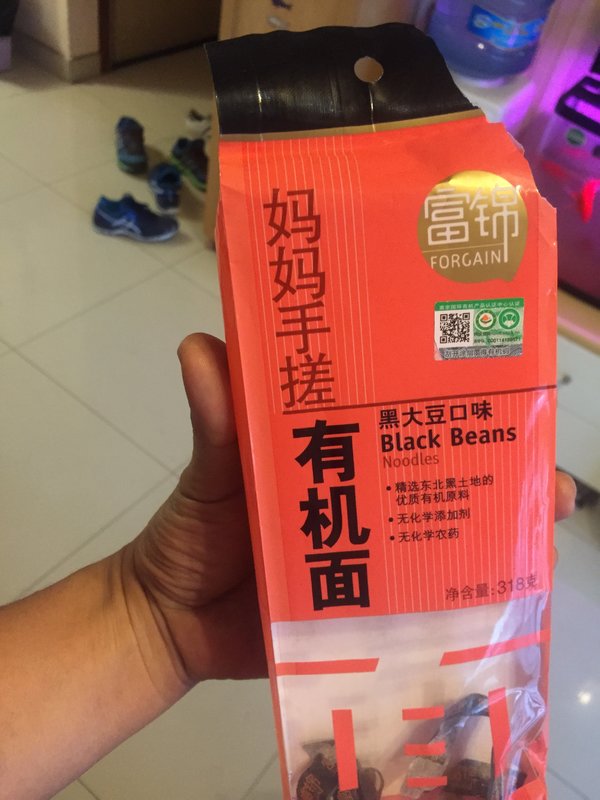 富锦
FORGAIN
妈妈手搓
有机面
黑大豆口味
Black Beans
Noodles
• 精选东北黑土地的
优质有机原料
• 无化学添加剂
• 无化学农药
净含量:318克